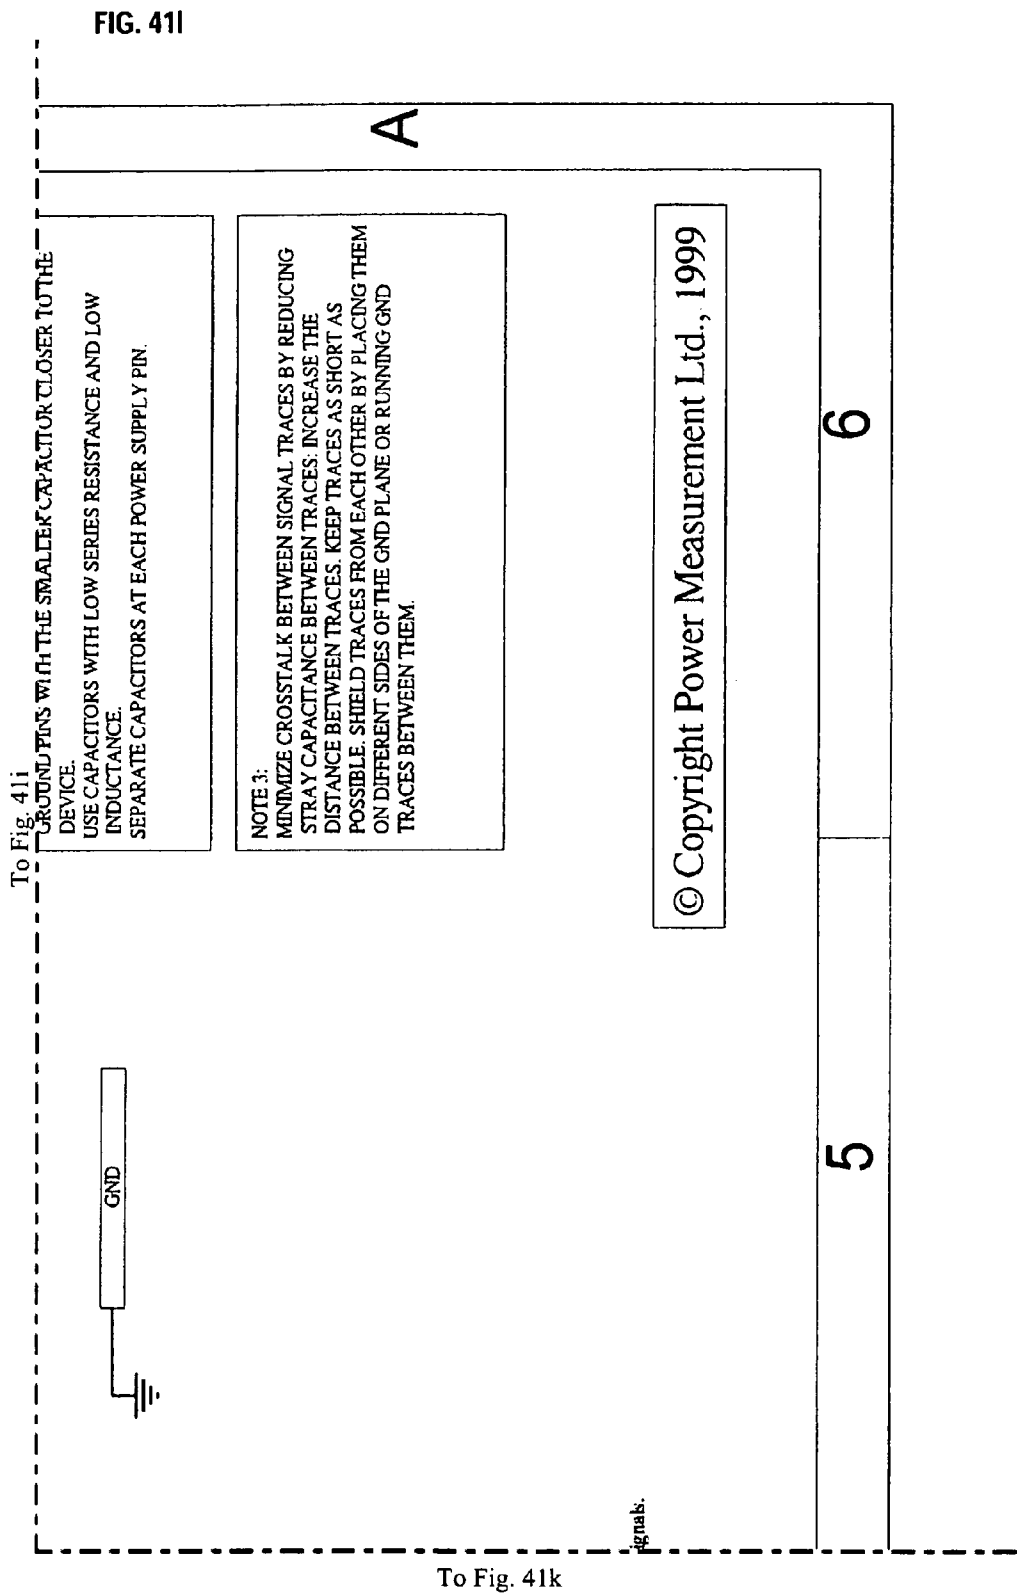 FIG. 41l
To Fig. 41i
GROUND PINS WITH THE SMALLER CAPACITOR CLOSER TO THE
DEVICE.
USE CAPACITORS WITH LOW SERIES RESISTANCE AND LOW
INDUCTANCE.
SEPARATE CAPACITORS AT EACH POWER SUPPLY PIN.
NOTE 3:
MINIMIZE CROSSTALK BETWEEN SIGNAL TRACES BY REDUCING
STRAY CAPACITANCE BETWEEN TRACES: INCREASE THE
DISTANCE BETWEEN TRACES. KEEP TRACES AS SHORT AS
POSSIBLE. SHIELD TRACES FROM EACH OTHER BY PLACING THEM
ON DIFFERENT SIDES OF THE GND PLANE OR RUNNING GND
TRACES BETWEEN THEM.
A
GND
© Copyright Power Measurement Ltd., 1999
ignals.
5
6
To Fig. 41k